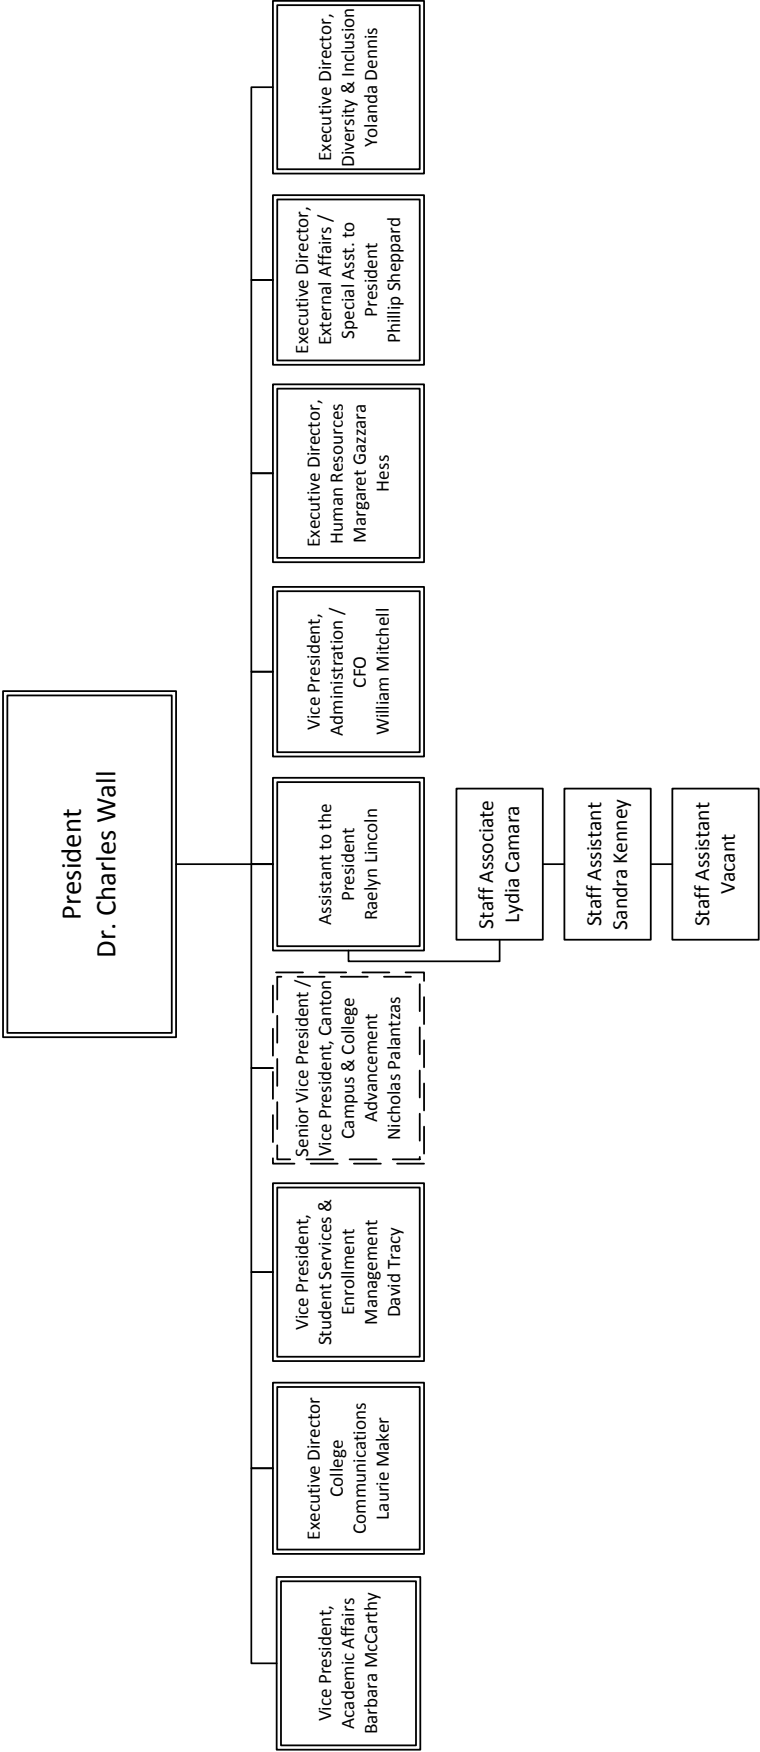 President
Dr. Charles Wall
Vice President,
Academic Affairs
Barbara McCarthy
Executive Director
College
Communications
Laurie Maker
Vice President,
Student Services &
Enrollment
Management
David Tracy
Senior Vice President /
Vice President, Canton
Campus & College
Advancement
Nicholas Palantzas
Assistant to the
President
Raelyn Lincoln
Vice President,
Administration /
CFO
William Mitchell
Executive Director,
Human Resources
Margaret Gazzara
Hess
Executive Director,
External Affairs /
Special Asst. to
President
Phillip Sheppard
Executive Director,
Diversity & Inclusion
Yolanda Dennis
Staff Associate
Lydia Camara
Staff Assistant
Sandra Kenney
Staff Assistant
Vacant